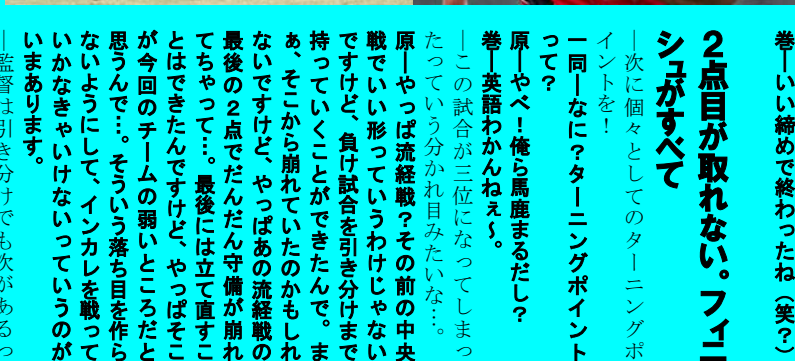 巻―いい締めで終わったね（笑？）
２点目が取れない。フィニ
シュがすべて
―次に個々としてのターニングポ
イントを！
一同―なに？ターニングポイント
って？
原―やべ！俺ら馬鹿まるだし？
巻―英語わかんねぇ～。
―この試合が三位になってしまっ
たっていう分かれ目みたいな…。
原―やっぱ流経戦？その前の中央
戦でいい形っていうわけじゃない
ですけど、負け試合を引き分けまで
持っていくことができたんで。ま
ぁ、そこから崩れていたのかもしれ
ないですけど、やっぱあの流経戦の
最後の２点でだんだん守備が崩れ
てちゃって…。最後には立て直すこ
とはできたんですけど、やっぱそこ
が今回のチームの弱いところだと
思うんで…。そういう落ち目を作ら
ないようにして、インカレを戦って
いかなきゃいけないっていうのが
いまあります。
―監督は引き分けでも次があるっ